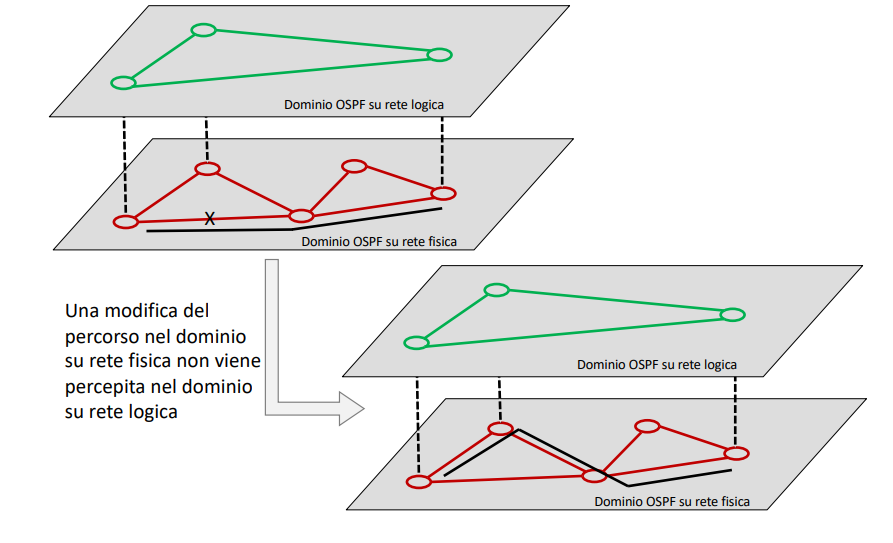 Dominio OSPF su rete logica
X
Dominio OSPF su rete fisica
Una modifica del
percorso nel dominio
su rete fisica non viene
percepita nel dominio
su rete logica
Dominio OSPF su rete logica
Dominio OSPF su rete fisica